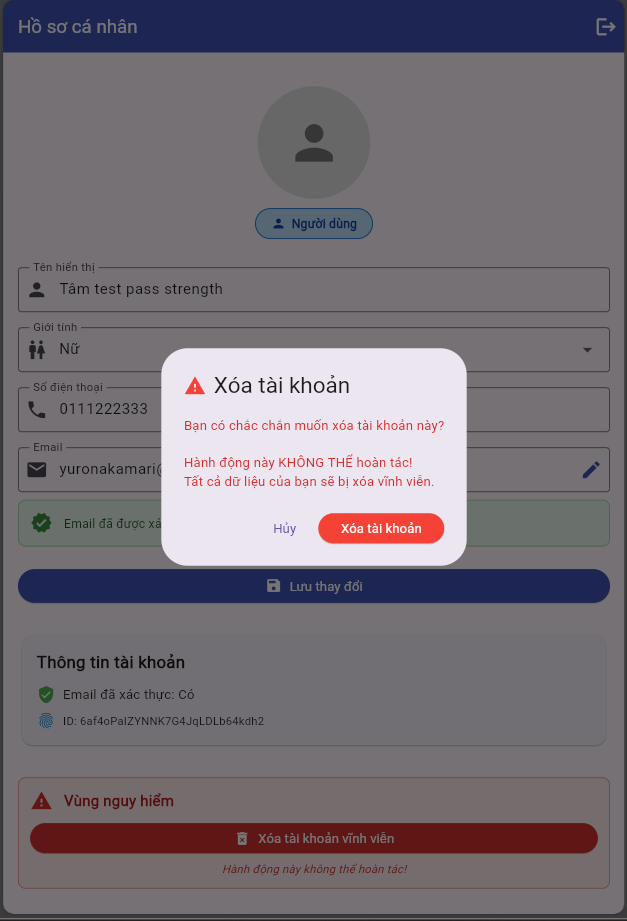 Hồ sơ cá nhân
Người dùng
Tên hiển thị
Tâm test pass strength
Giới tính
Nữ
Số điện thoại
0111222333
Email
yuronakamari@
Email đã được xá
Xóa tài khoản
Bạn có chắc chắn muốn xóa tài khoản này?
Hành động này KHÔNG THỂ hoàn tác!
Tất cả dữ liệu của bạn sẽ bị xóa vĩnh viễn.
Hủy
Xóa tài khoản
Lưu thay đổi
Thông tin tài khoản
Email đã xác thực: Có
Vùng nguy hiểm
Xóa tài khoản vĩnh viễn
Hành động này không thể hoàn tác!